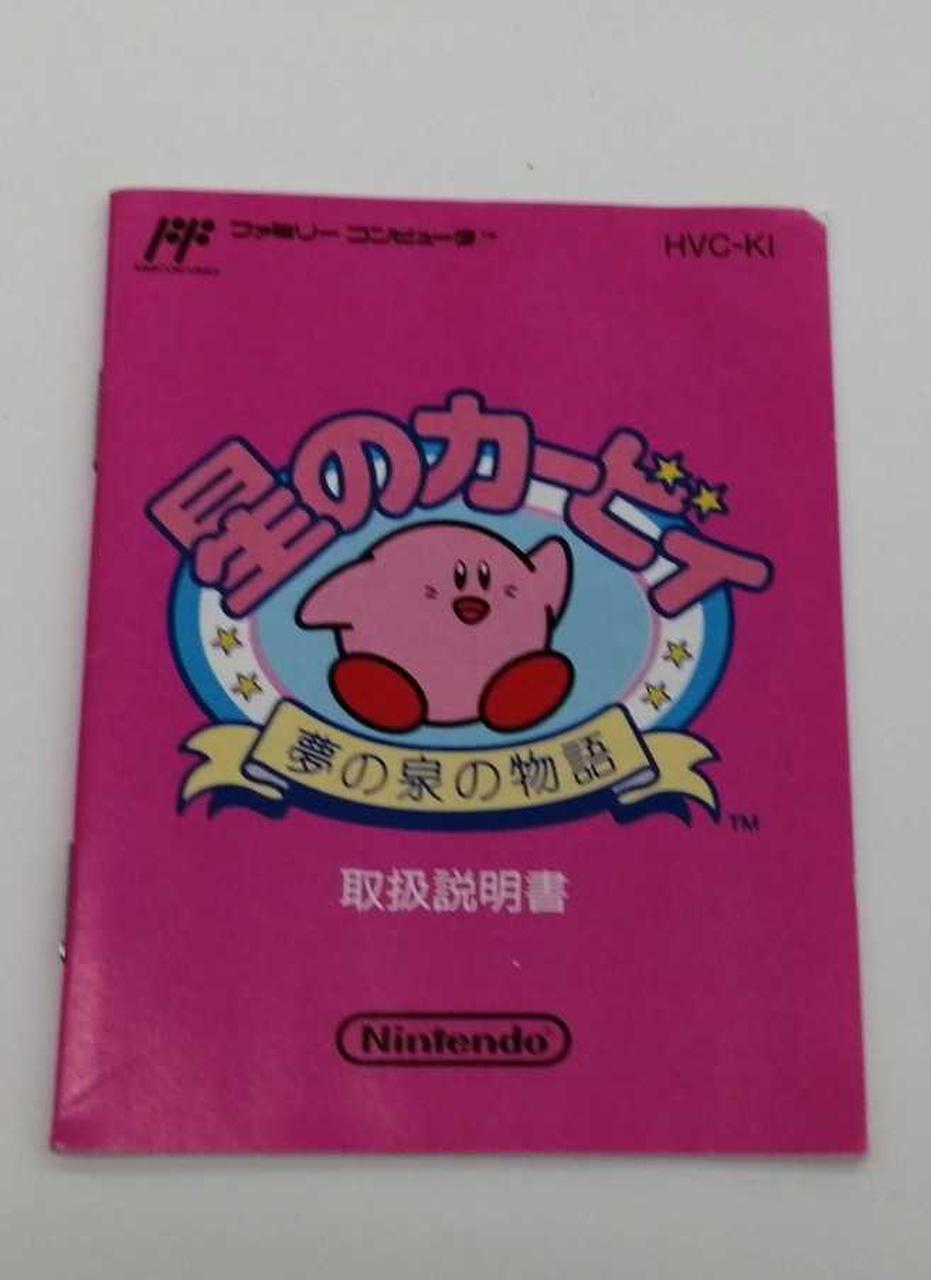 ファミリー コンピュータ™
HVC-KI
星のカービィ
夢の泉の物語
TM
取扱説明書
Nintendo